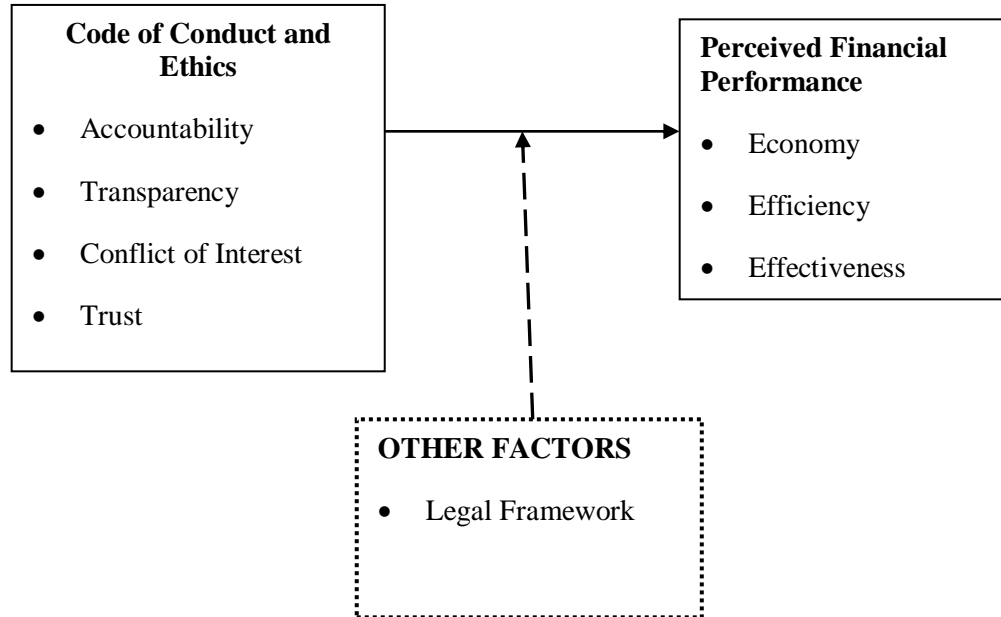 Code of Conduct and
Ethics
• Accountability
• Transparency
• Conflict of Interest
• Trust
Perceived Financial
Performance
• Economy
• Efficiency
• Effectiveness
OTHER FACTORS
• Legal Framework